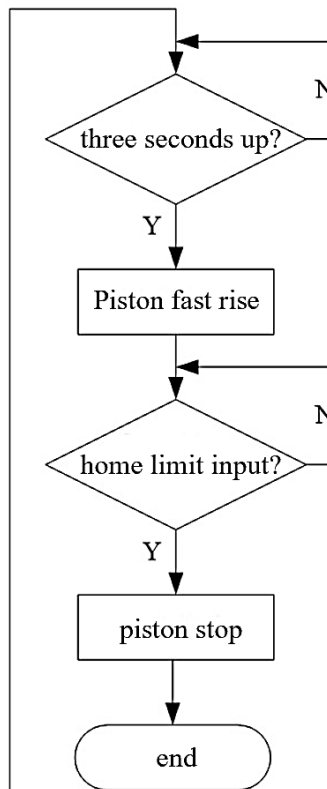 N
three seconds up?
Y
Piston fast rise
N
home limit input?
Y
piston stop
end